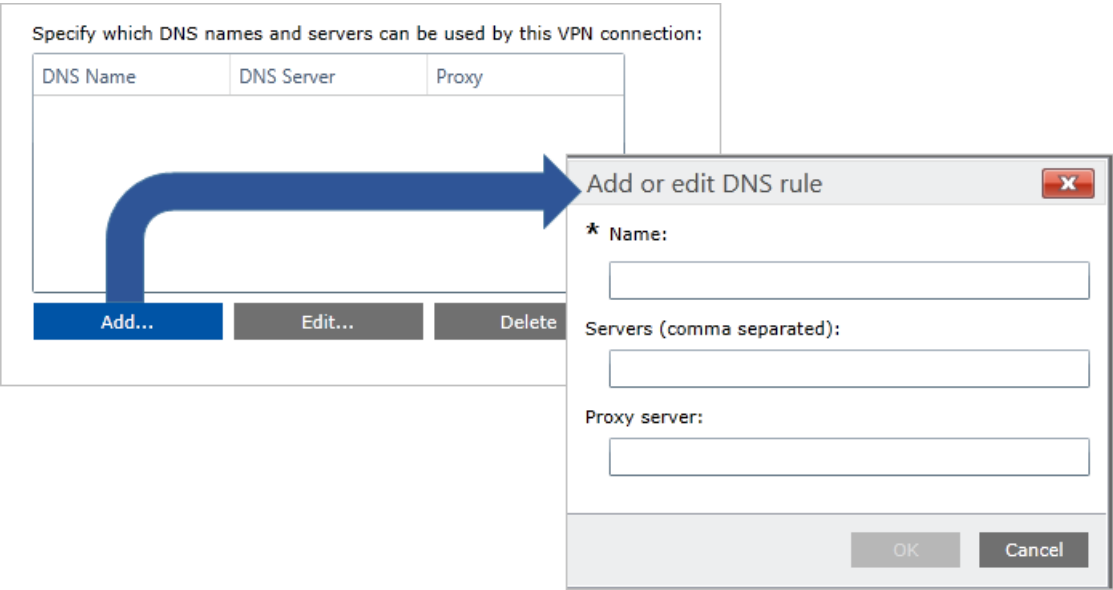 Specify which DNS names and servers can be used by this VPN connection:
DNS Name DNS Server Proxy
Add... Edit... Delete
Add or edit DNS rule
* Name:
Servers (comma separated):
Proxy server:
OK Cancel